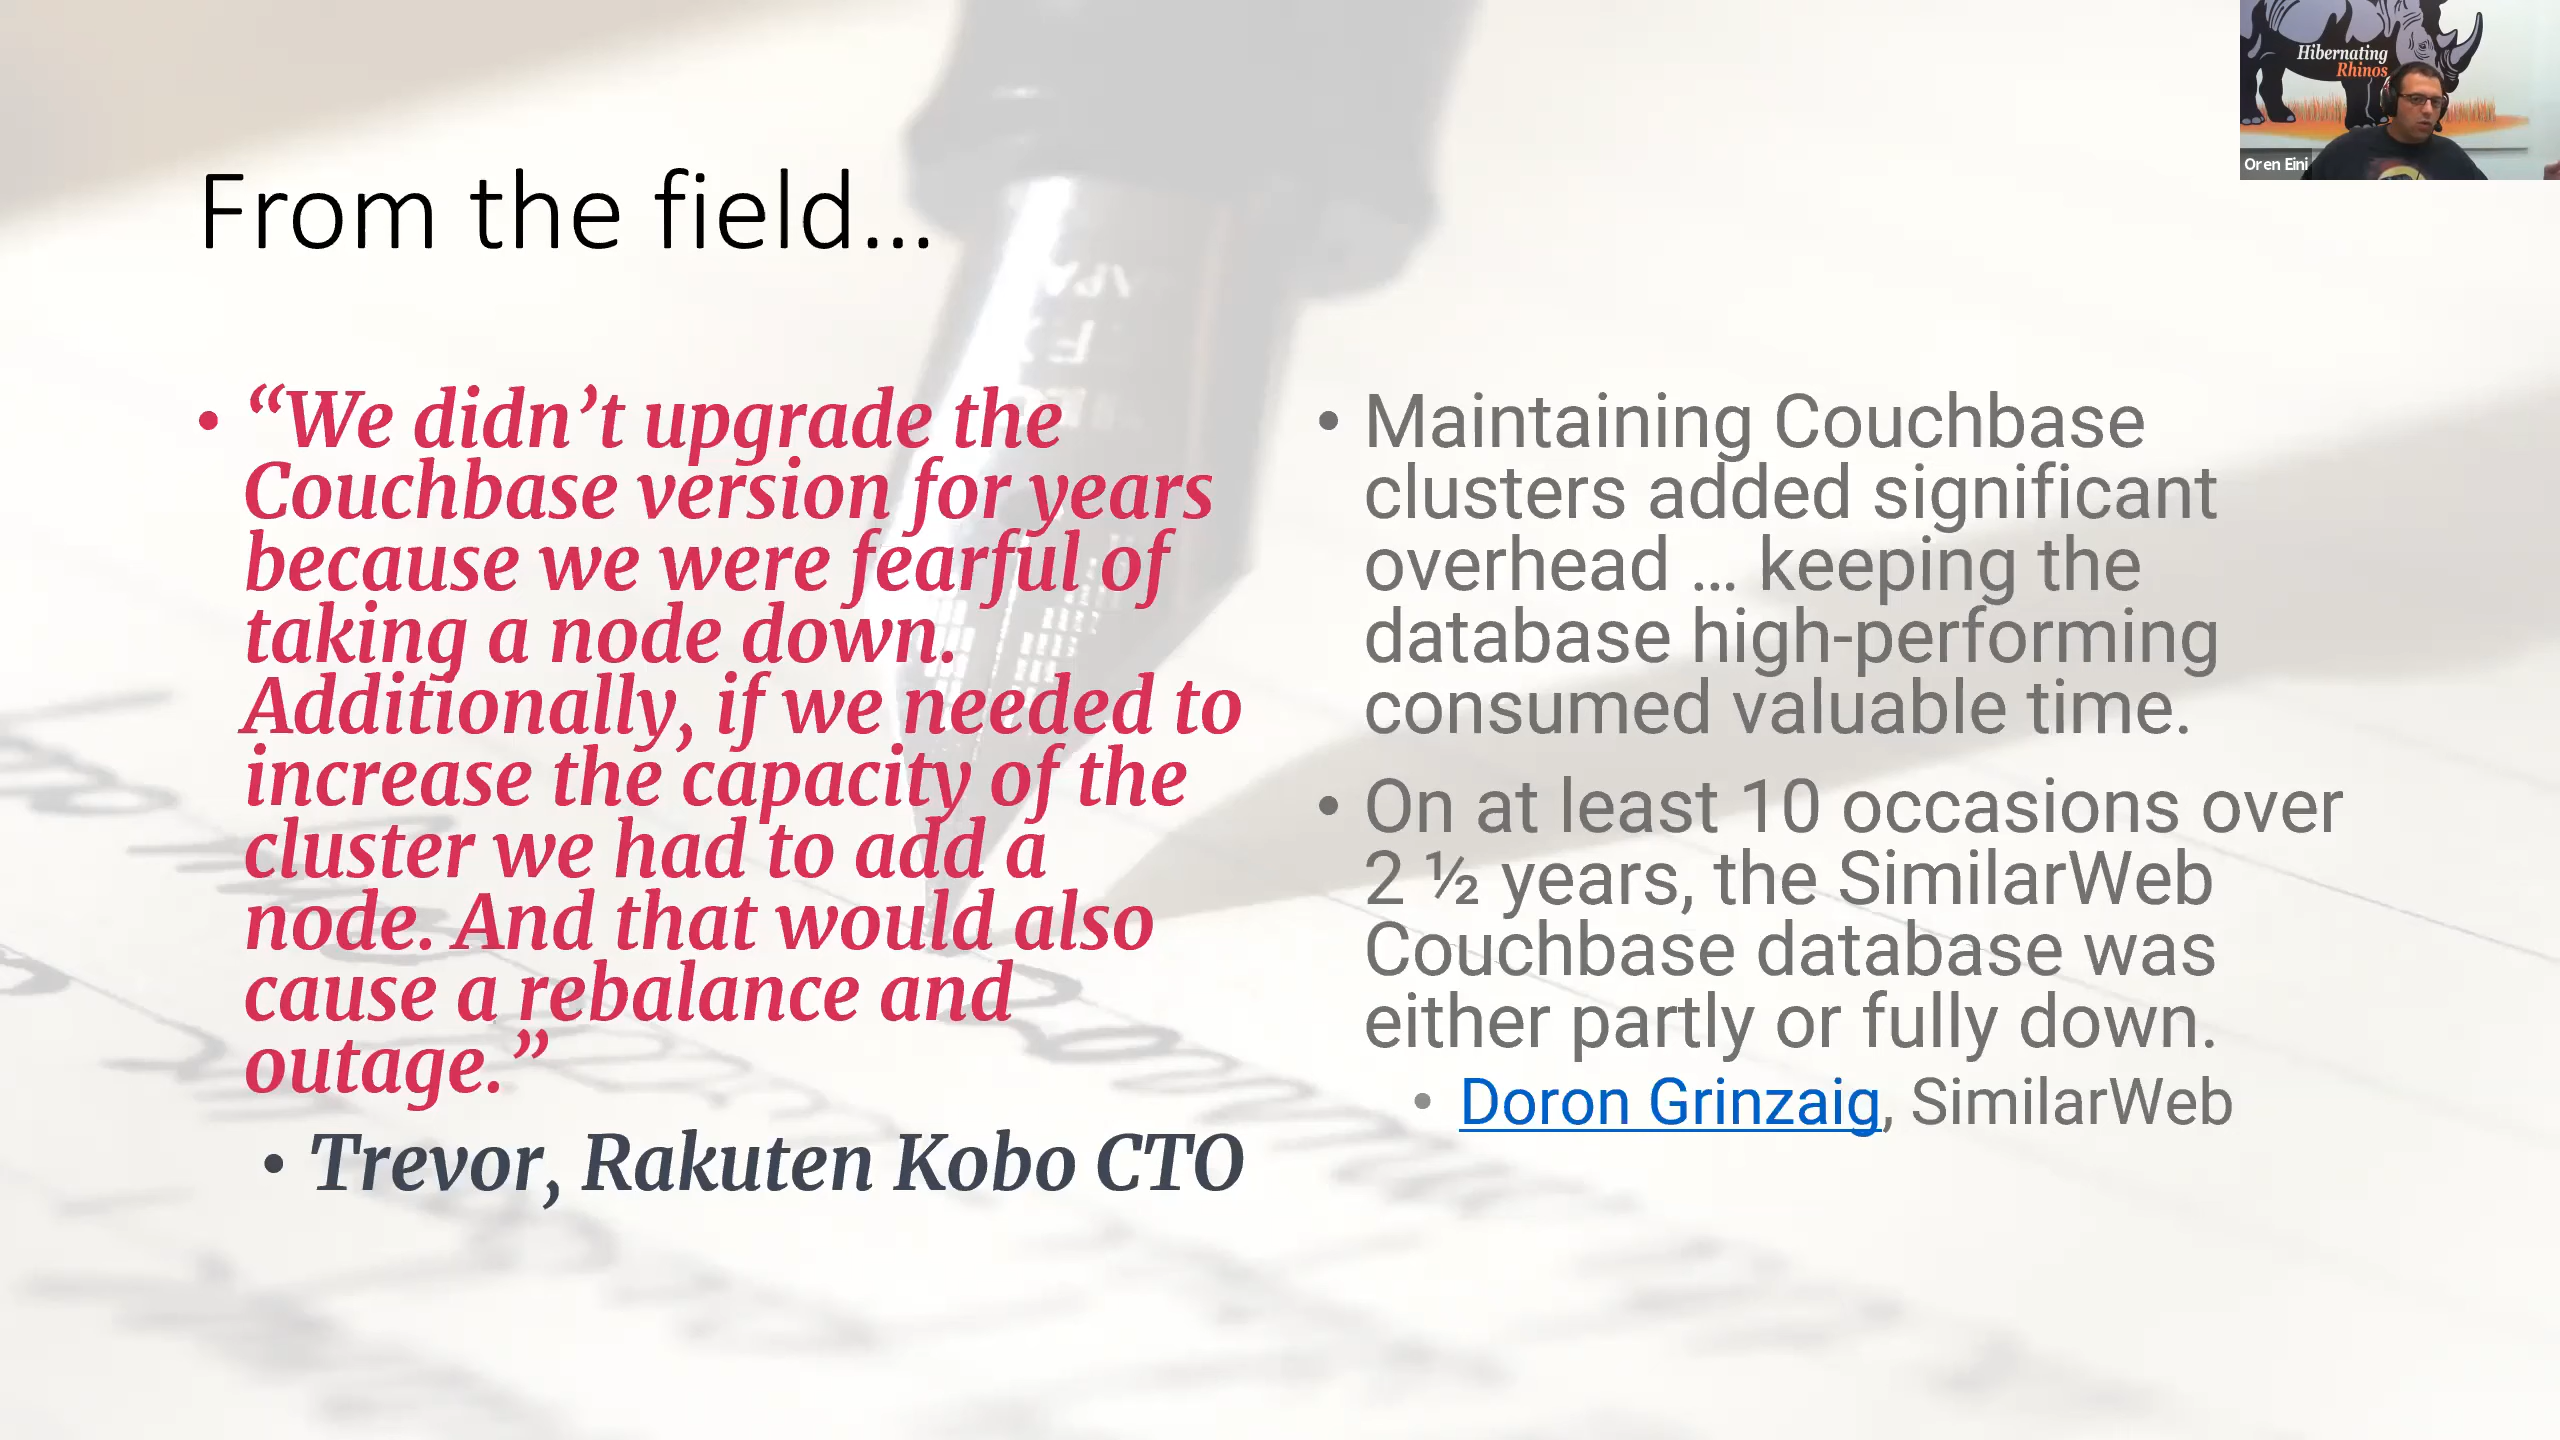 Hibernating
Rhinos
Oren Eini
From the field...
• “We didn’t upgrade the
Couchbase version for years
because we were fearful of
taking a node down.
Additionally, if we needed to
increase the capacity of the
cluster we had to add a
node. And that would also
cause a rebalance and
outage.”
• Trevor, Rakuten Kobo CTO
• Maintaining Couchbase
clusters added significant
overhead ... keeping the
database high-performing
consumed valuable time.
• On at least 10 occasions over
2 ½ years, the SimilarWeb
Couchbase database was
either partly or fully down.
• Doron Grinzaig, SimilarWeb